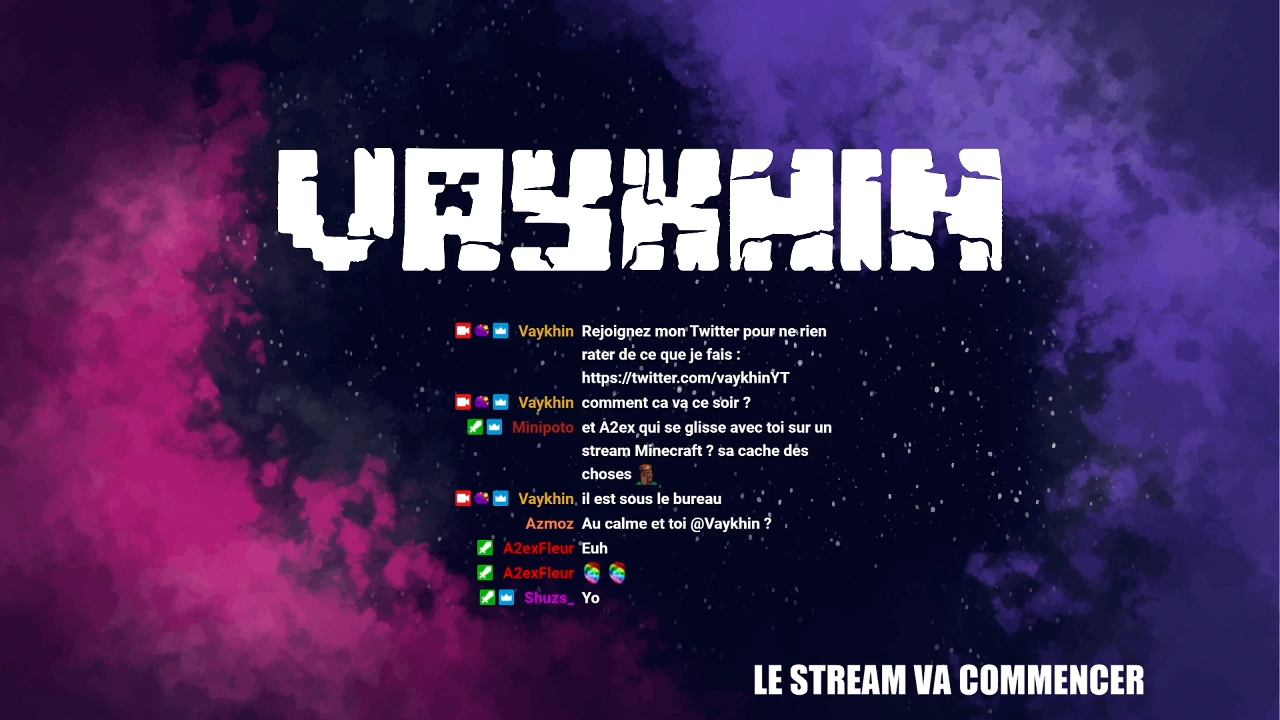 VAYKHIN
Vaykhin Rejoignez mon Twitter pour ne rien
rater de ce que je fais :
https://twitter.com/vaykhinYT
Vaykhin comment ca va ce soir ?
Minipoto et A2ex qui se glisse avec toi sur un
stream Minecraft ? sa cache des
choses
Vaykhin il est sous le bureau
Azmoz Au calme et toi @Vaykhin ?
A2exFleur Euh
A2exFleur
Shuzs_ Yo
LE STREAM VA COMMENCER